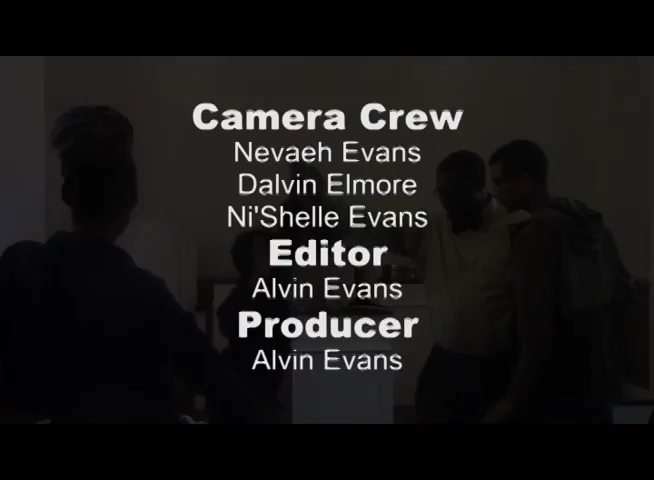 Camera Crew
Nevaeh Evans
Dalvin Elmore
Ni'Shelle Evans
Editor
Alvin Evans
Producer
Alvin Evans